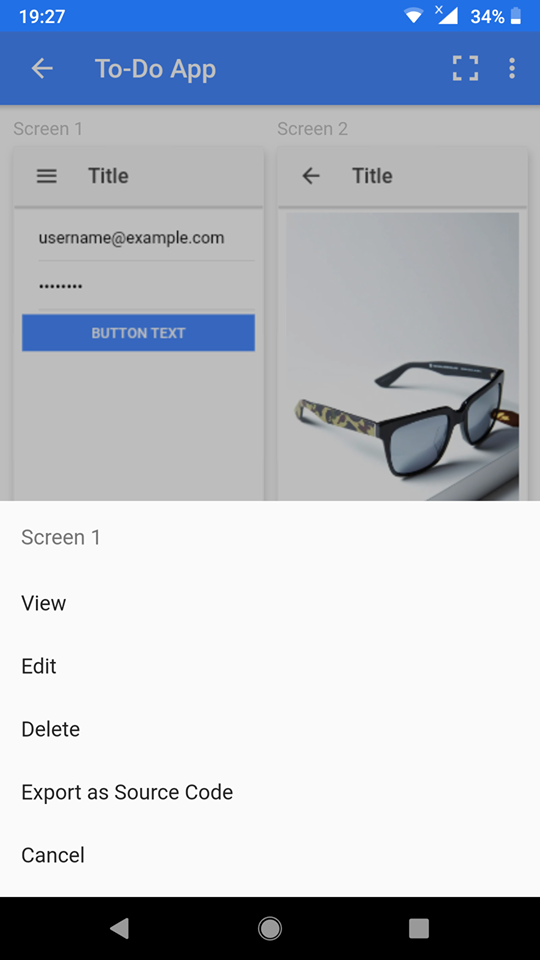 19:27
x
34%
To-Do App
Screen 1
Screen 2
Title
Title
username@example.com
••••••••
BUTTON TEXT
Screen 1
View
Edit
Delete
Export as Source Code
Cancel